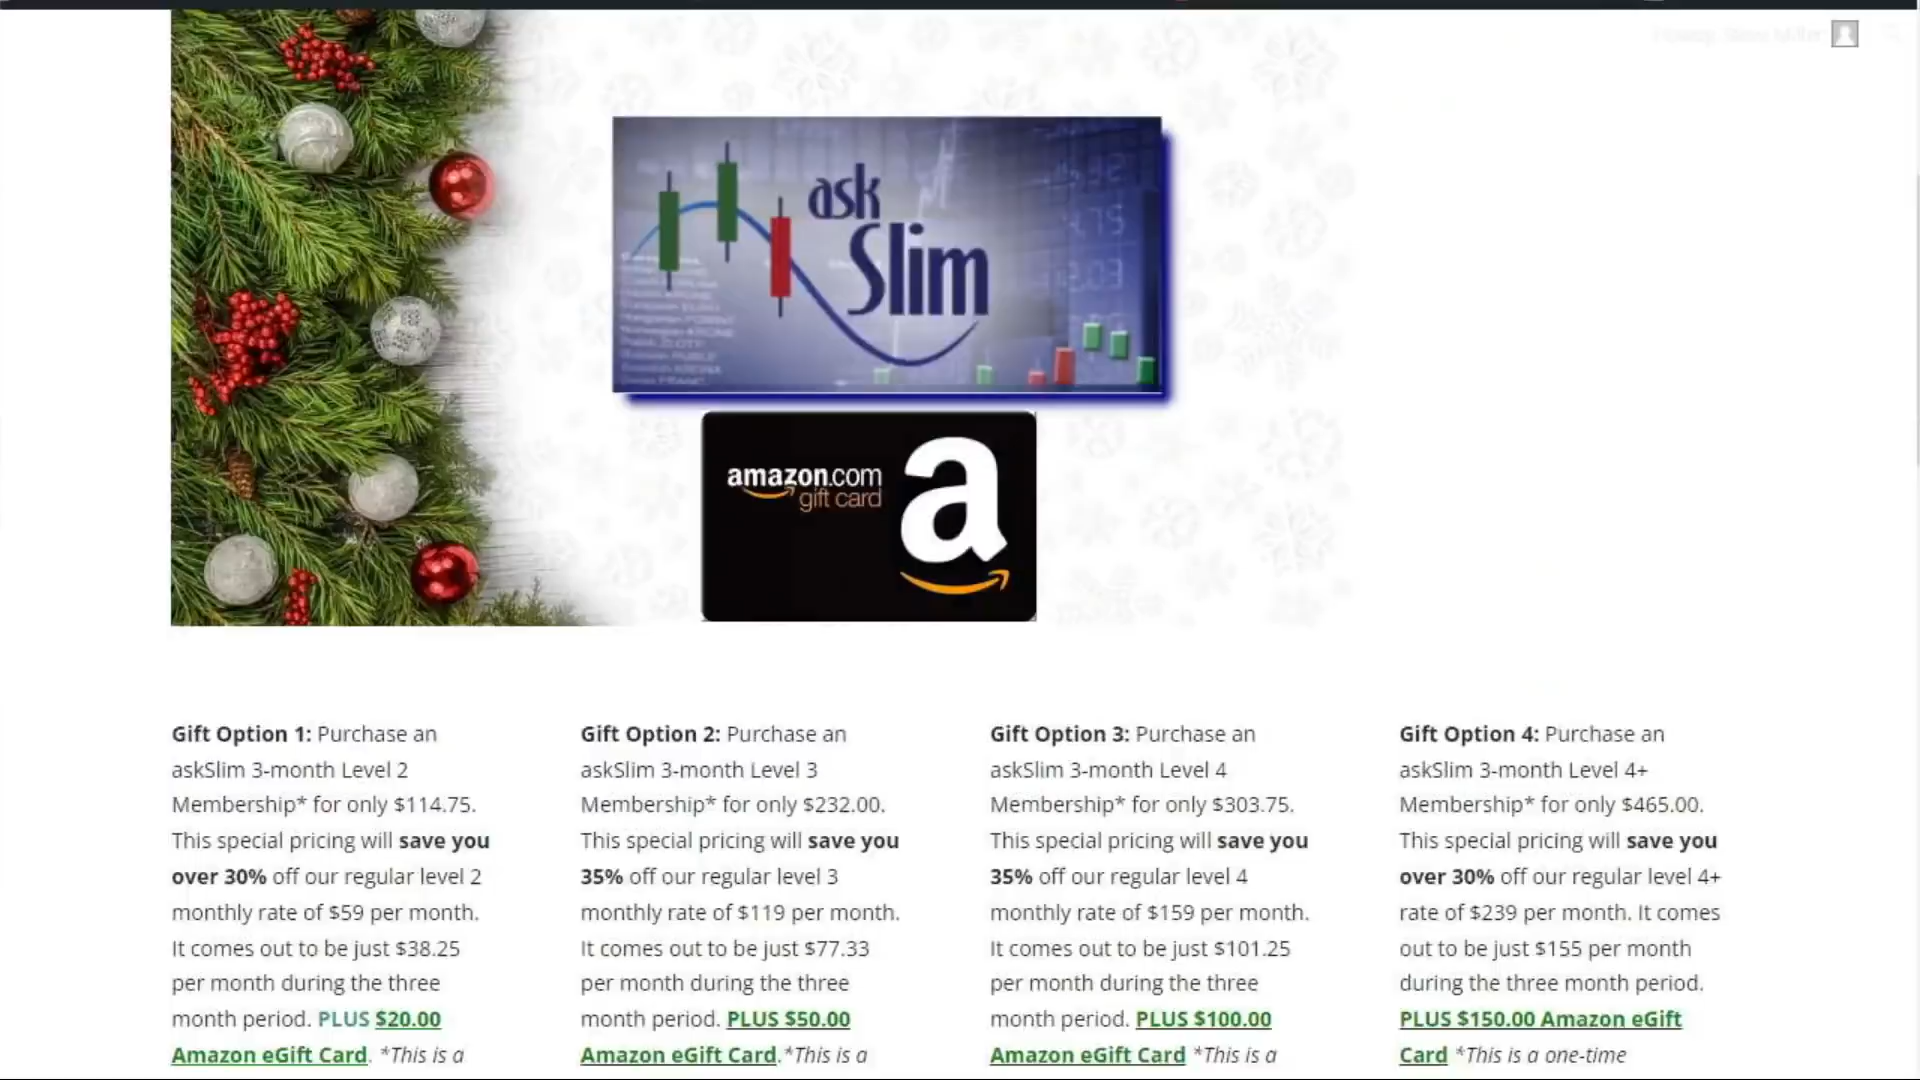 ask
Slim
amazon.com
gift card
a
Gift Option 1: Purchase an
askSlim 3-month Level 2
Membership* for only $114.75.
This special pricing will save you
over 30% off our regular level 2
monthly rate of $59 per month.
It comes out to be just $38.25
per month during the three
month period. PLUS $20.00
Amazon eGift Card. *This is a
Gift Option 2: Purchase an
askSlim 3-month Level 3
Membership* for only $232.00.
This special pricing will save you
35% off our regular level 3
monthly rate of $119 per month.
It comes out to be just $77.33
per month during the three
month period. PLUS $50.00
Amazon eGift Card.*This is a
Gift Option 3: Purchase an
askSlim 3-month Level 4
Membership* for only $303.75.
This special pricing will save you
35% off our regular level 4
monthly rate of $159 per month.
It comes out to be just $101.25
per month during the three
month period. PLUS $100.00
Amazon eGift Card *This is a
Gift Option 4: Purchase an
askSlim 3-month Level 4+
Membership* for only $465.00.
This special pricing will save you
over 30% off our regular level 4+
rate of $239 per month. It comes
out to be just $155 per month
during the three month period.
PLUS $150.00 Amazon eGift
Card *This is a one-time